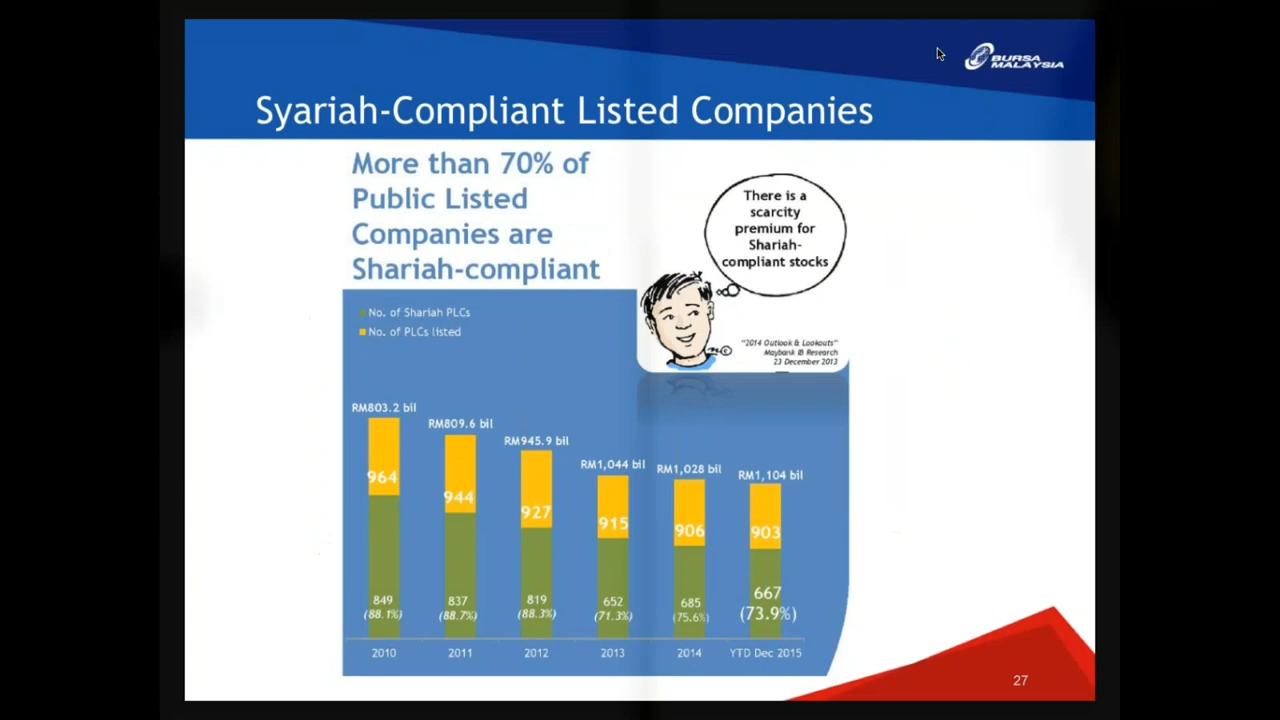 BURSA
MALAYSIA
Syariah-Compliant Listed Companies
More than 70% of
Public Listed
Companies are
Shariah-compliant
There is a
scarcity
premium for
Shariah-
compliant stocks
"2014 Outlook & Lookouts"
Maybank IB Research
23 December 2013
No. of Shariah PLCs
No. of PLCs listed
RM803.2 bil
RM809.6 bil
RM945.9 bil
RM1,044 bil
RM1,028 bil
RM1,104 bil
964
944
927
915
906
903
849
(88.1%)
837
(88.7%)
819
(88.3%)
652
(71.3%)
685
(75.6%)
667
(73.9%)
2010
2011
2012
2013
2014
YTD Dec 2015
27